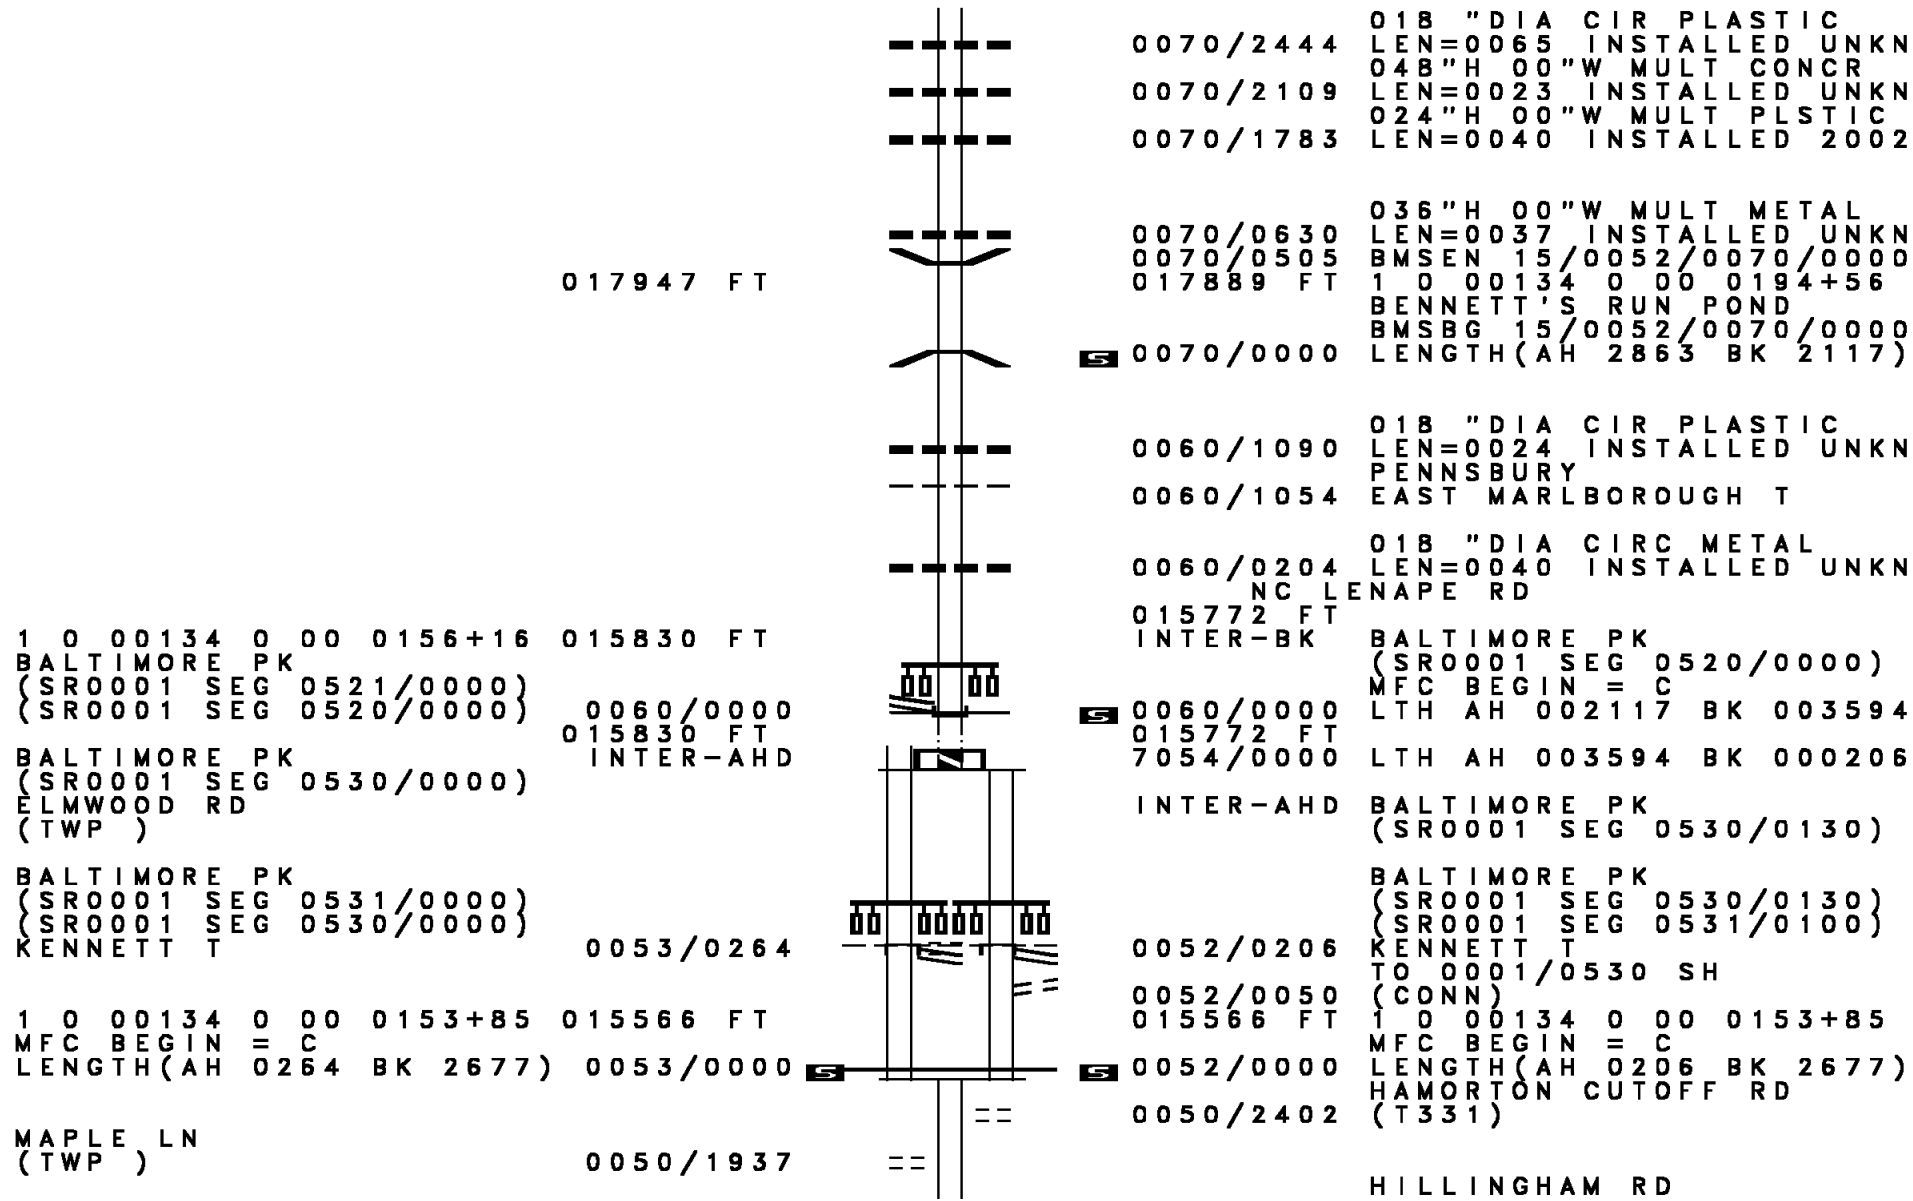 018 "DIA CIR PLASTIC
0070/2444 LEN=0065 INSTALLED UNKN
048"H 00"W MULT CONCR
0070/2109 LEN=0023 INSTALLED UNKN
024"H 00"W MULT PLSTIC
0070/1783 LEN=0040 INSTALLED 2002
036"H 00"W MULT METAL
0070/0630 LEN=0037 INSTALLED UNKN
0070/0505 BMSEN 15/0052/0070/0000
017947 FT 017889 FT 1 0 00134 0 00 0194+56
BENNETT'S RUN POND
BMSBG 15/0052/0070/0000
S 0070/0000 LENGTH(AH 2863 BK 2117)
018 "DIA CIR PLASTIC
0060/1090 LEN=0024 INSTALLED UNKN
PENNSBURY
0060/1054 EAST MARLBOROUGH T
018 "DIA CIRC METAL
0060/0204 LEN=0040 INSTALLED UNKN
NC LENAPE RD
015772 FT
1 0 00134 0 00 0156+16 015830 FT INTER-BK BALTIMORE PK
BALTIMORE PK (SR0001 SEG 0520/0000)
(SR0001 SEG 0521/0000) MFC BEGIN = C
(SR0001 SEG 0520/0000) 0060/0000 S 0060/0000 LTH AH 002117 BK 003594
015830 FT 015772 FT
BALTIMORE PK INTER-AHD 7054/0000 LTH AH 003594 BK 000206
(SR0001 SEG 0530/0000)
ELMWOOD RD INTER-AHD BALTIMORE PK
(TWP ) (SR0001 SEG 0530/0130)
BALTIMORE PK BALTIMORE PK
(SR0001 SEG 0531/0000) (SR0001 SEG 0530/0130)
(SR0001 SEG 0530/0000) (SR0001 SEG 0531/0100)
KENNETT T 0053/0264 0052/0206 KENNETT T
TO 0001/0530 SH
0052/0050 (CONN)
1 0 00134 0 00 0153+85 015566 FT 015566 FT 1 0 00134 0 00 0153+85
MFC BEGIN = C MFC BEGIN = C
LENGTH(AH 0264 BK 2677) 0053/0000 S S 0052/0000 LENGTH(AH 0206 BK 2677)
HAMORTON CUTOFF RD
0050/2402 (T331)
MAPLE LN
(TWP ) 0050/1937
HILLINGHAM RD